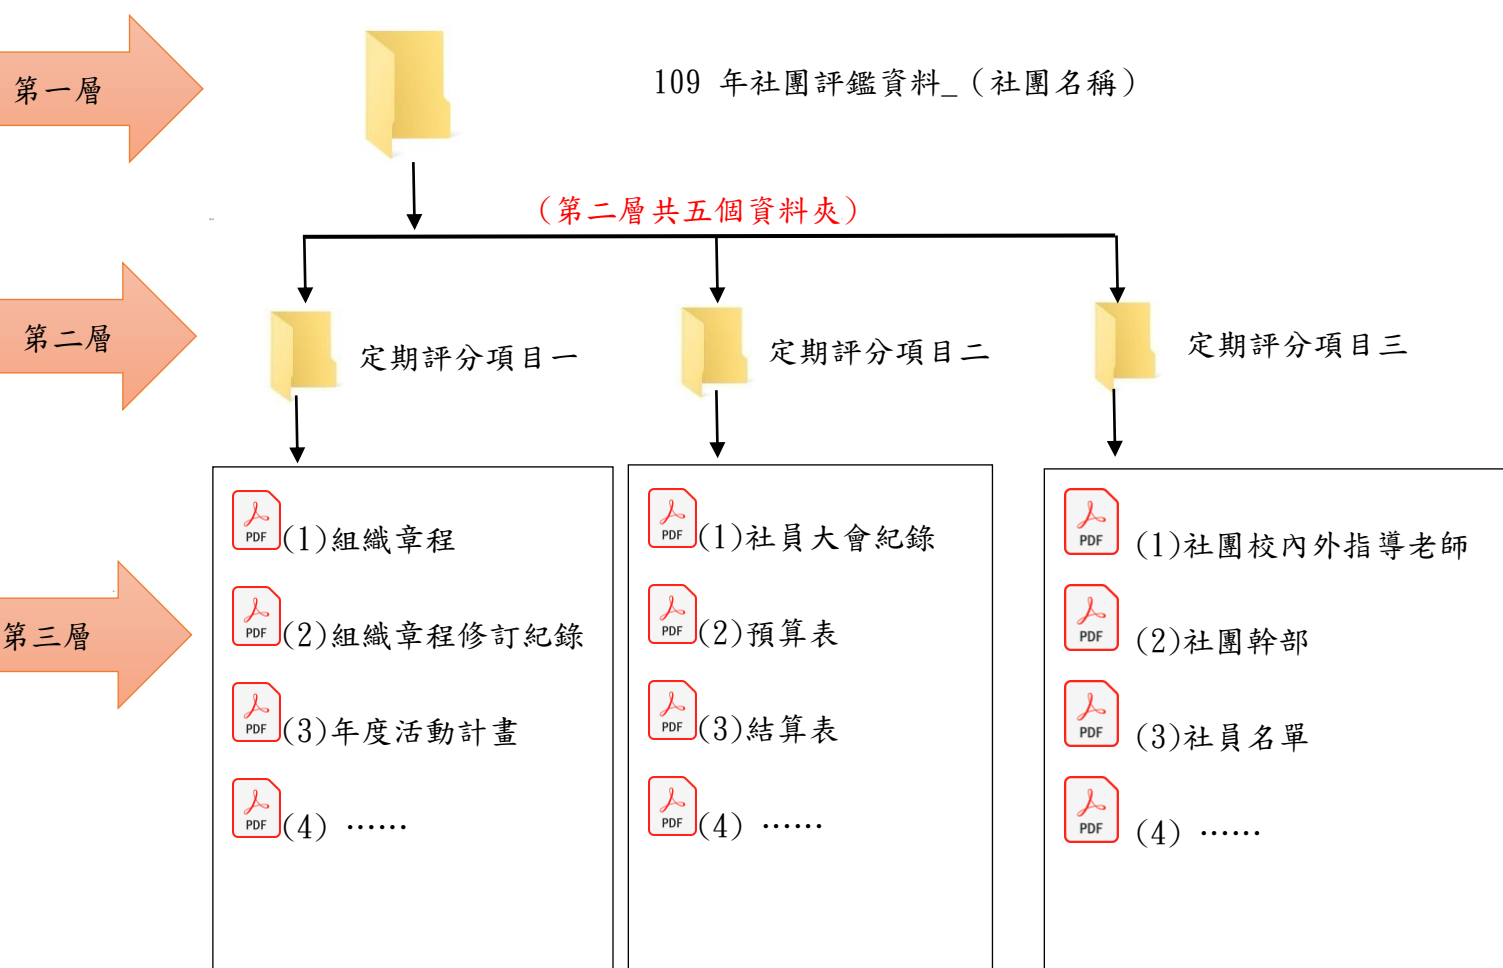 第一層
109 年社團評鑑資料_（社團名稱）
（第二層共五個資料夾）
第二層
定期評分項目一
定期評分項目二
定期評分項目三
第三層
PDF (1)組織章程
PDF (2)組織章程修訂紀錄
PDF (3)年度活動計畫
PDF (4) ……
PDF (1)社員大會紀錄
PDF (2)預算表
PDF (3)結算表
PDF (4) ……
PDF (1)社團校內外指導老師
PDF (2)社團幹部
PDF (3)社員名單
PDF (4) ……